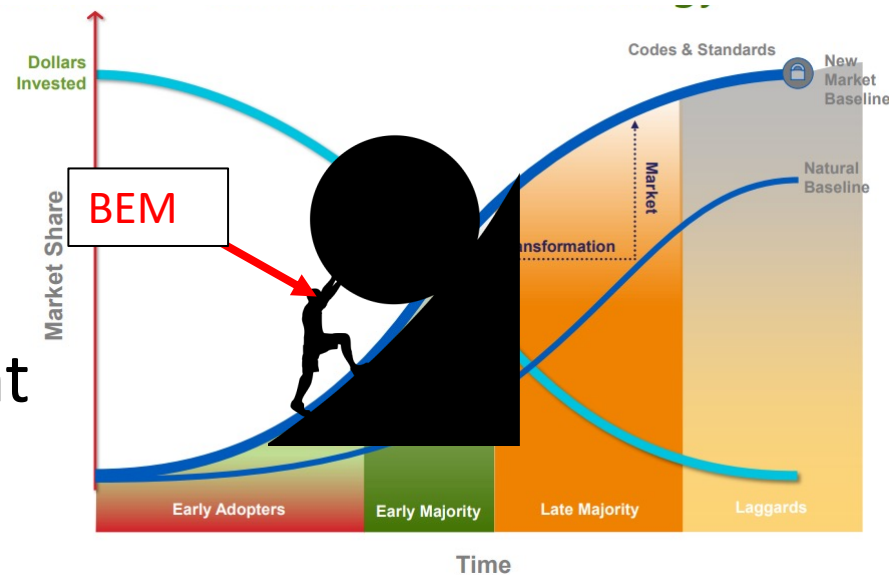 Codes & Standards
Dollars
Invested
New
Market
Baseline
BEM
Market
Natural
Baseline
Market Share
Early Adopters
Early Majority
Late Majority
Laggards
Time